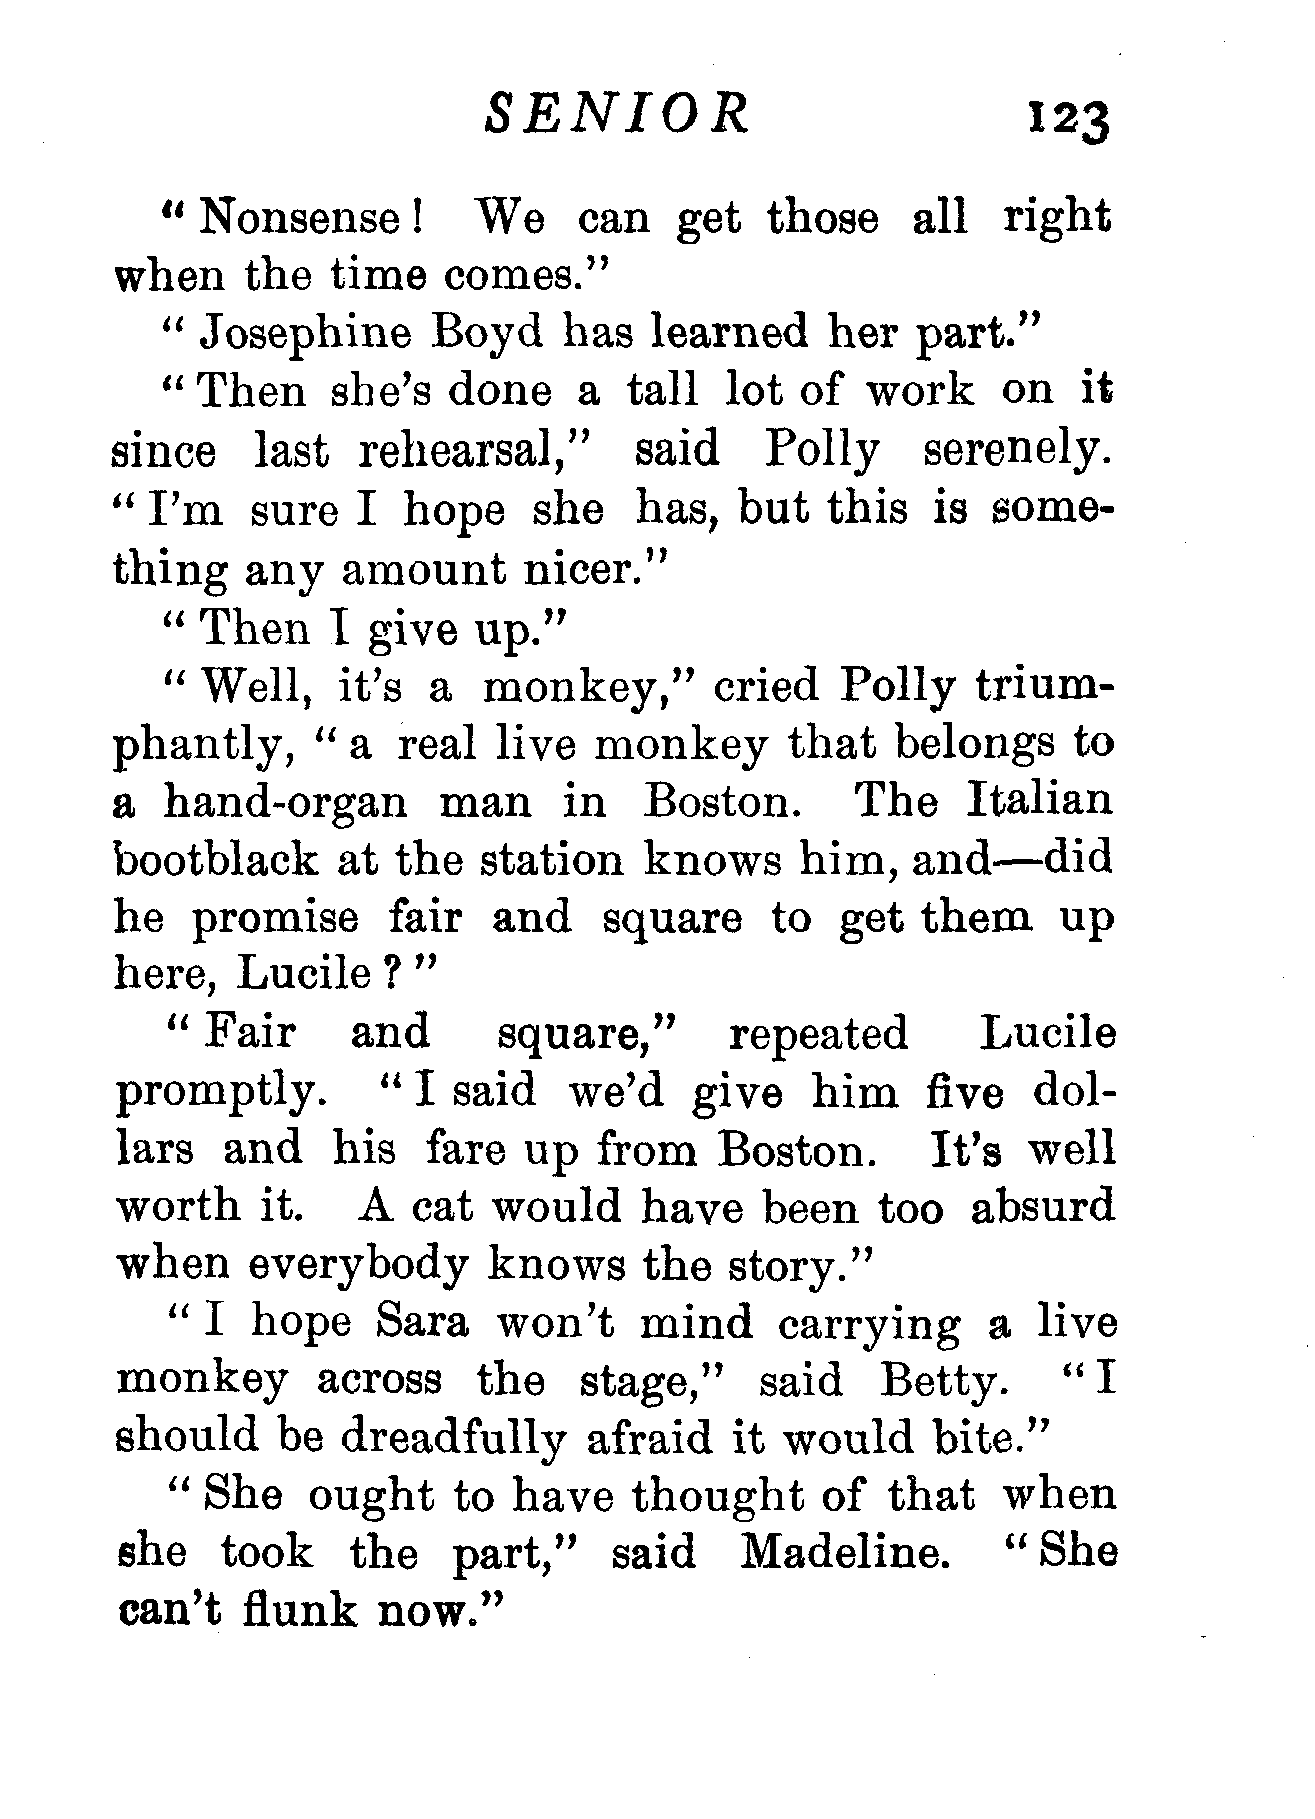 SENIOR 123
" Nonsense! We can get those all right
when the time comes."
" Josephine Boyd has learned her part."
" Then she's done a tall lot of work on it
since last rehearsal," said Polly serenely.
" I'm sure I hope she has, but this is some-
thing any amount nicer."
" Then I give up."
" Well, it's a monkey," cried Polly trium-
phantly, " a real live monkey that belongs to
a hand-organ man in Boston. The Italian
bootblack at the station knows him, and—did
he promise fair and square to get them up
here, Lucile ? "
" Fair and square," repeated Lucile
promptly. " I said we'd give him five dol-
lars and his fare up from Boston. It's well
worth it. A cat would have been too absurd
when everybody knows the story."
" I hope Sara won't mind carrying a live
monkey across the stage," said Betty. " I
should be dreadfully afraid it would bite."
" She ought to have thought of that when
she took the part," said Madeline. " She
can't flunk now."